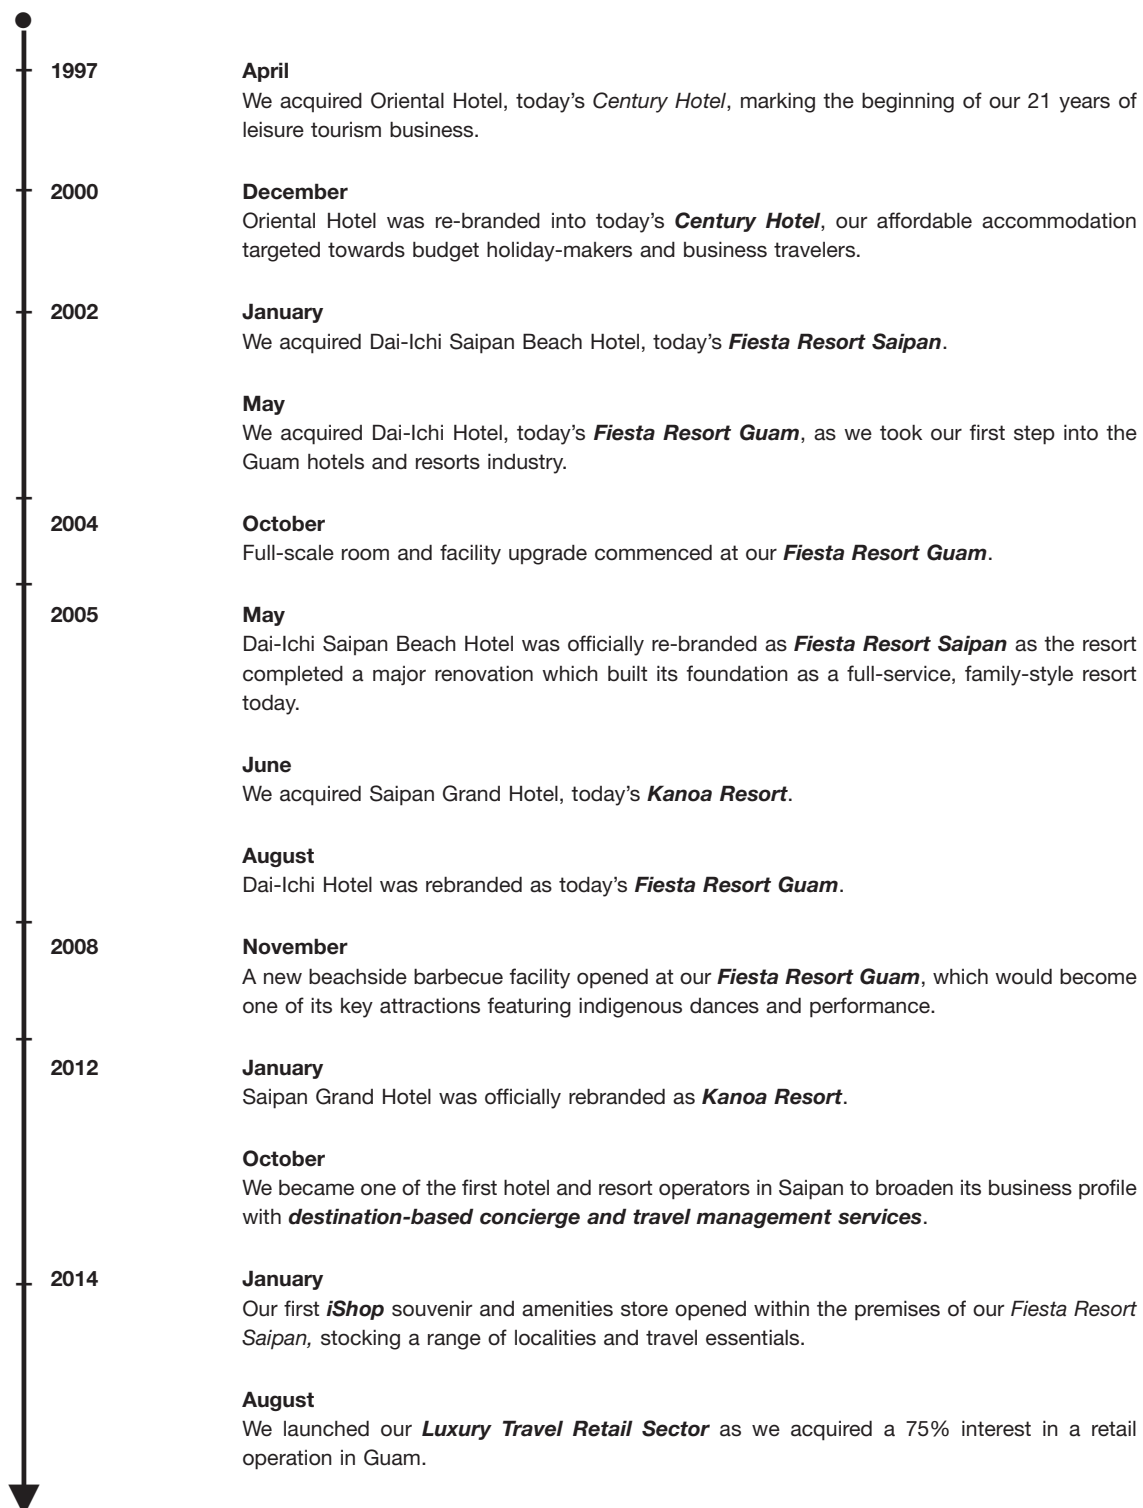 1997 April
We acquired Oriental Hotel, today’s Century Hotel, marking the beginning of our 21 years of
leisure tourism business.
2000 December
Oriental Hotel was re-branded into today’s Century Hotel, our affordable accommodation
targeted towards budget holiday-makers and business travelers.
2002 January
We acquired Dai-Ichi Saipan Beach Hotel, today’s Fiesta Resort Saipan.
May
We acquired Dai-Ichi Hotel, today’s Fiesta Resort Guam, as we took our first step into the
Guam hotels and resorts industry.
2004 October
Full-scale room and facility upgrade commenced at our Fiesta Resort Guam.
2005 May
Dai-Ichi Saipan Beach Hotel was officially re-branded as Fiesta Resort Saipan as the resort
completed a major renovation which built its foundation as a full-service, family-style resort
today.
June
We acquired Saipan Grand Hotel, today’s Kanoa Resort.
August
Dai-Ichi Hotel was rebranded as today’s Fiesta Resort Guam.
2008 November
A new beachside barbecue facility opened at our Fiesta Resort Guam, which would become
one of its key attractions featuring indigenous dances and performance.
2012 January
Saipan Grand Hotel was officially rebranded as Kanoa Resort.
October
We became one of the first hotel and resort operators in Saipan to broaden its business profile
with destination-based concierge and travel management services.
2014 January
Our first iShop souvenir and amenities store opened within the premises of our Fiesta Resort
Saipan, stocking a range of localities and travel essentials.
August
We launched our Luxury Travel Retail Sector as we acquired a 75% interest in a retail
operation in Guam.